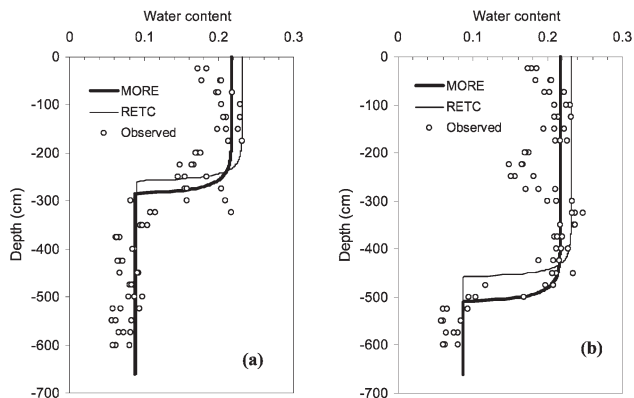 Water content
0 0.1 0.2 0.3
0
-100
-200
-300
-400
-500
-600
-700
Depth (cm)
MORE
RETC
Observed
(a)
Water content
0 0.1 0.2 0.3
0
-100
-200
-300
-400
-500
-600
-700
Depth (cm)
MORE
RETC
Observed
(b)